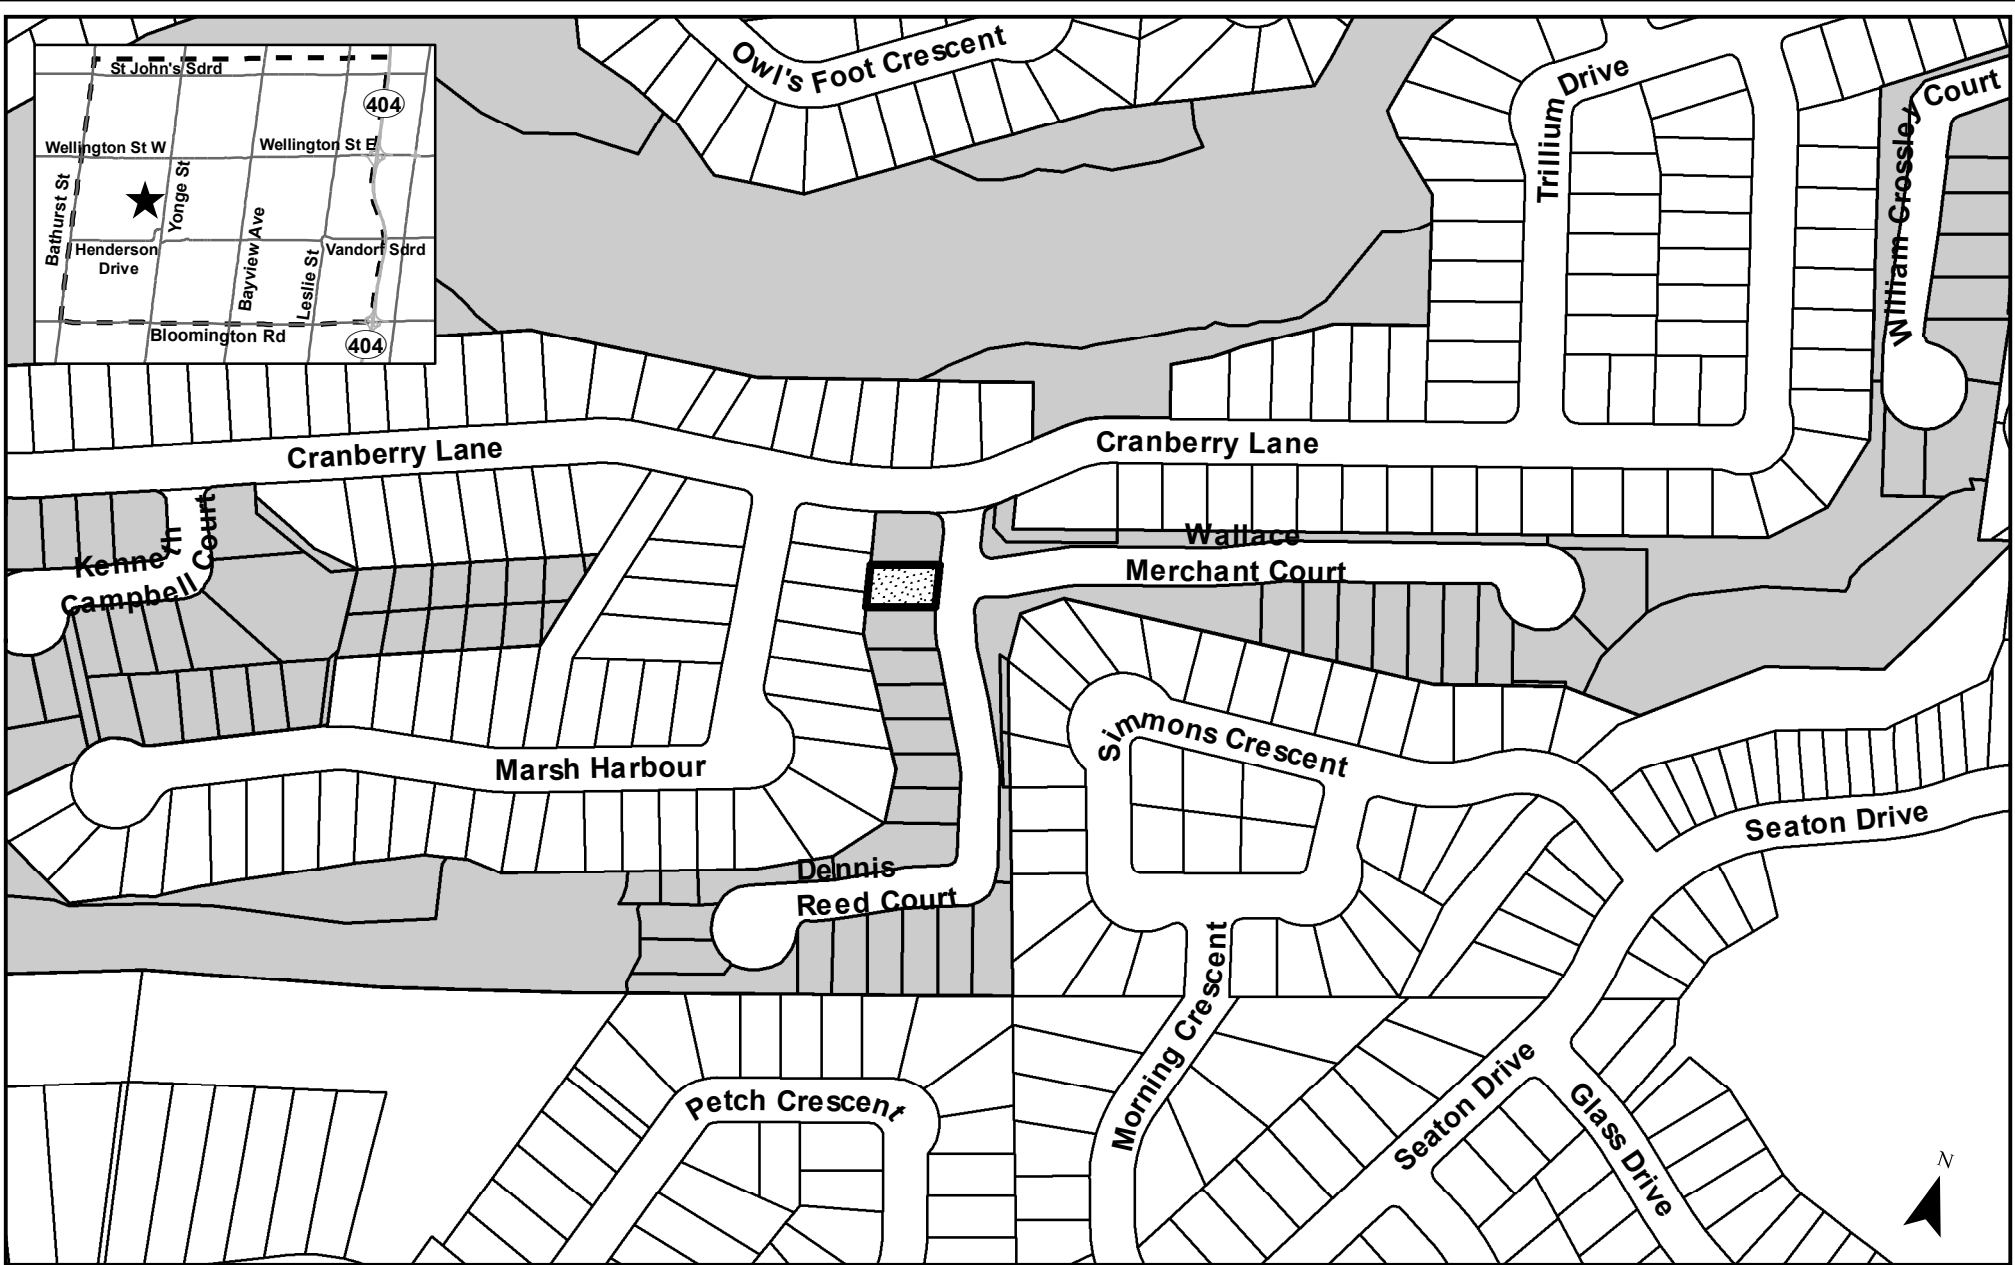 Owl's Foot Crescent
Trillium Drive
William Crossley Court
St John's Sdrd
404
Wellington St W
Wellington St E
Bathurst St
Yonge St
Henderson
Drive
Bayview Ave
Leslie St
Vandorf Sdrd
Bloomington Rd
404
Cranberry Lane
Cranberry Lane
Kenneth
Campbell Court
Wallace
Merchant Court
Simmons Crescent
Marsh Harbour
Seaton Drive
Dennis
Reed Court
Morning Crescent
Petch Crescent
Seaton Drive
Glass Drive
N